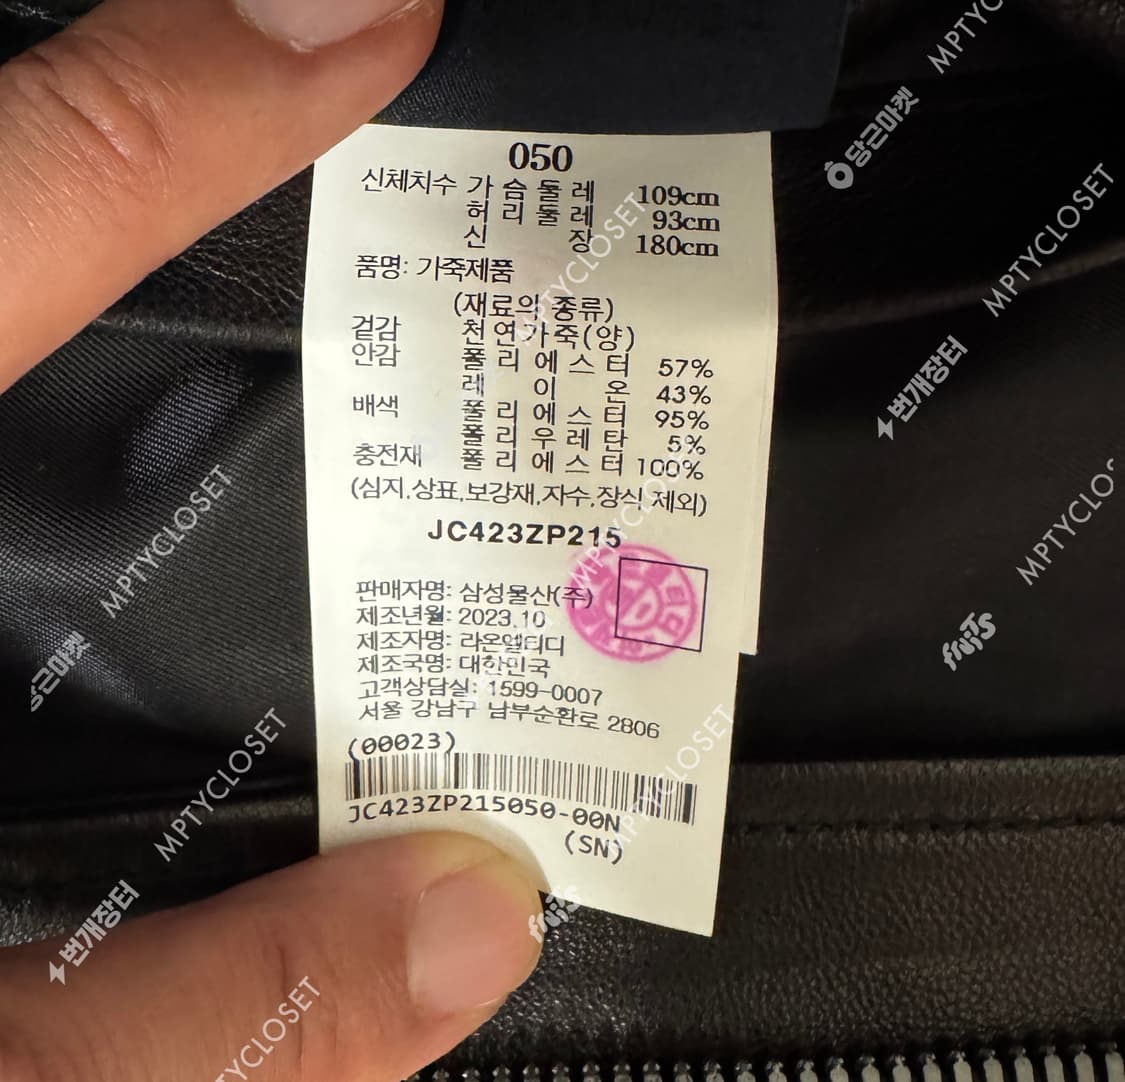 050
신체치수 가슴둘레 109cm
허리둘레 93cm
신장 180cm
품명: 가죽제품
(재료의 종류)
겉감 천연가죽(양)
안감 폴리에스터 57%
레이온 43%
배색 폴리에스터 95%
폴리우레탄 5%
충전재 폴리에스터 100%
(심지,상표,보강재,자수,장식 제외)
JC423ZP215
판매자명: 삼성물산(주)
제조년월: 2023.10
제조자명: 라온엘티디
제조국명: 대한민국
고객상담실: 1599-0007
서울 강남구 남부순환로 2806
(00023)
JC423ZP215050-00N
(SN)
MPTYCLOSET
당근마켓
MPTYCLOSET
MPTYCLOSET
번개장터
MPTYCLOSET
MPTYCLOSET
MPTYCLOSET
fruits
당근마켓
MPTYCLOSET
MPTYCLOSET
번개장터
fruits
MPTYCLOSET